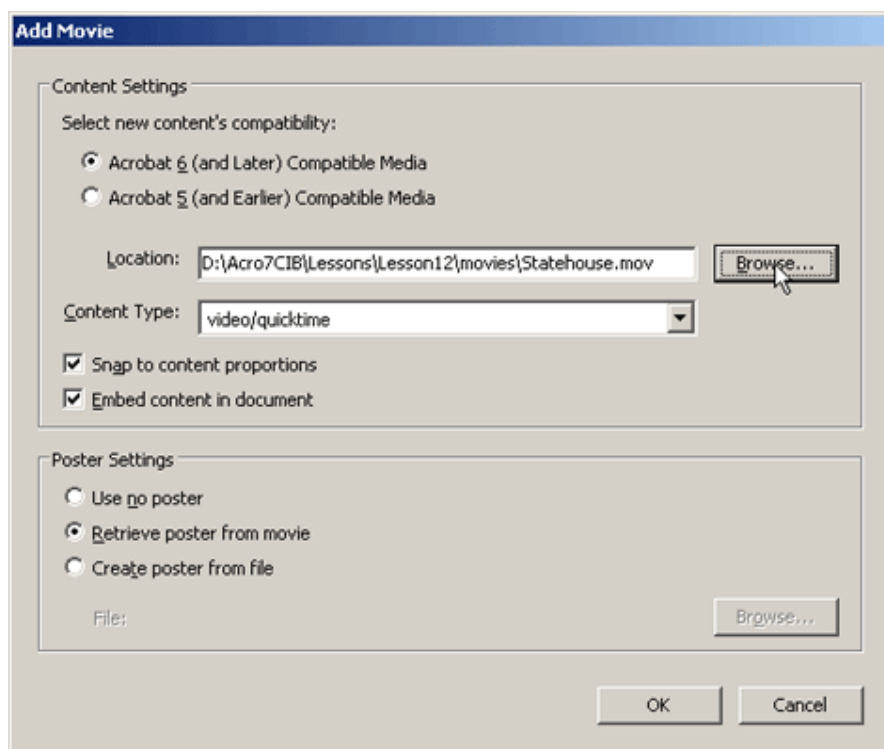 Add Movie
Content Settings
Select new content's compatibility:
Acrobat 6 (and Later) Compatible Media
Acrobat 5 (and Earlier) Compatible Media
Location: D:\Acro7CIB\Lessons\Lesson12\movies\Statehouse.mov Browse...
Content Type: video/quicktime
Snap to content proportions
Embed content in document
Poster Settings
Use no poster
Retrieve poster from movie
Create poster from file
File: Browse...
OK Cancel